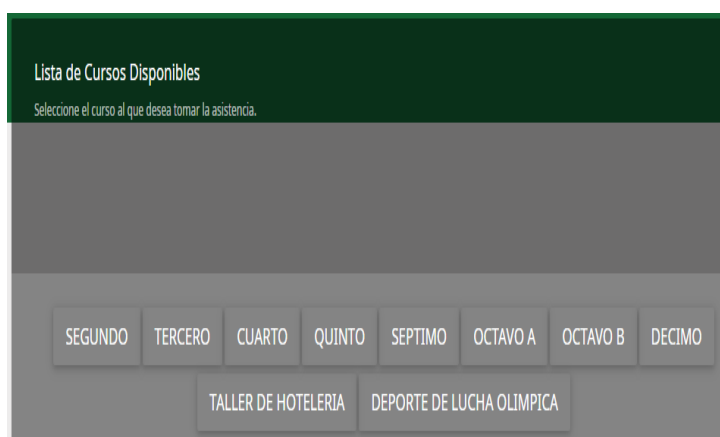 Lista de Cursos Disponibles
Seleccione el curso al que desea tomar la asistencia.
SEGUNDO TERCERO CUARTO QUINTO SEPTIMO OCTAVO A OCTAVO B DECIMO
TALLER DE HOTELERIA DEPORTE DE LUCHA OLIMPICA